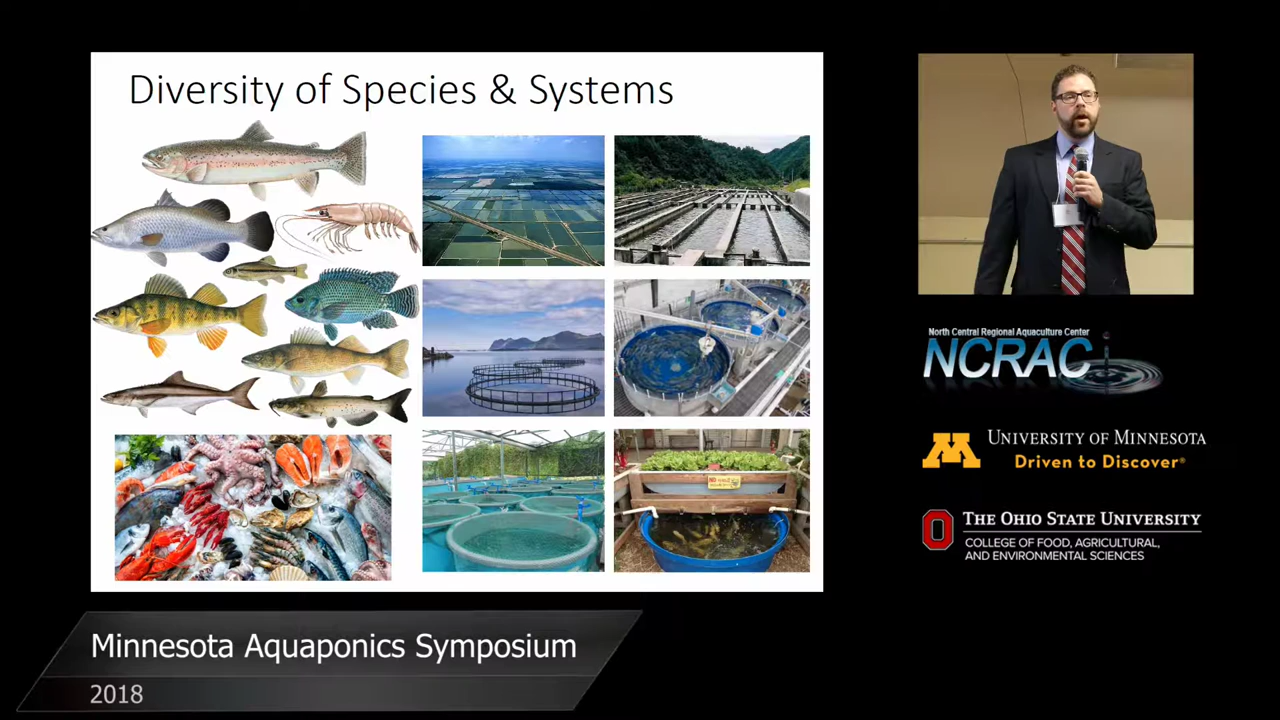 Diversity of Species & Systems
North Central Regional Aquaculture Center
NCRAC
UNIVERSITY OF MINNESOTA
Driven to Discover®
THE OHIO STATE UNIVERSITY
COLLEGE OF FOOD, AGRICULTURAL,
AND ENVIRONMENTAL SCIENCES
Minnesota Aquaponics Symposium
2018